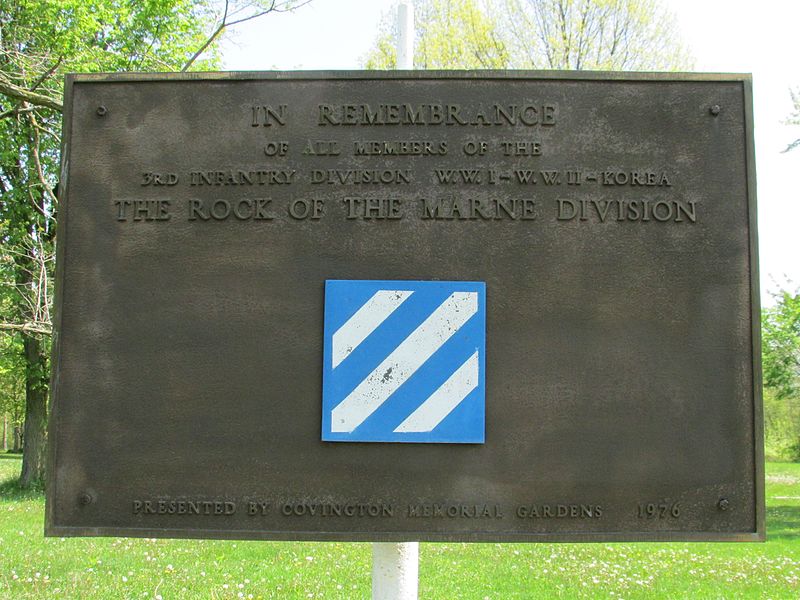 IN REMEMBRANCE
OF ALL MEMBERS OF THE
3RD INFANTRY DIVISION W.W. I - W.W. II - KOREA
THE ROCK OF THE MARNE DIVISION
PRESENTED BY COVINGTON MEMORIAL GARDENS 1976